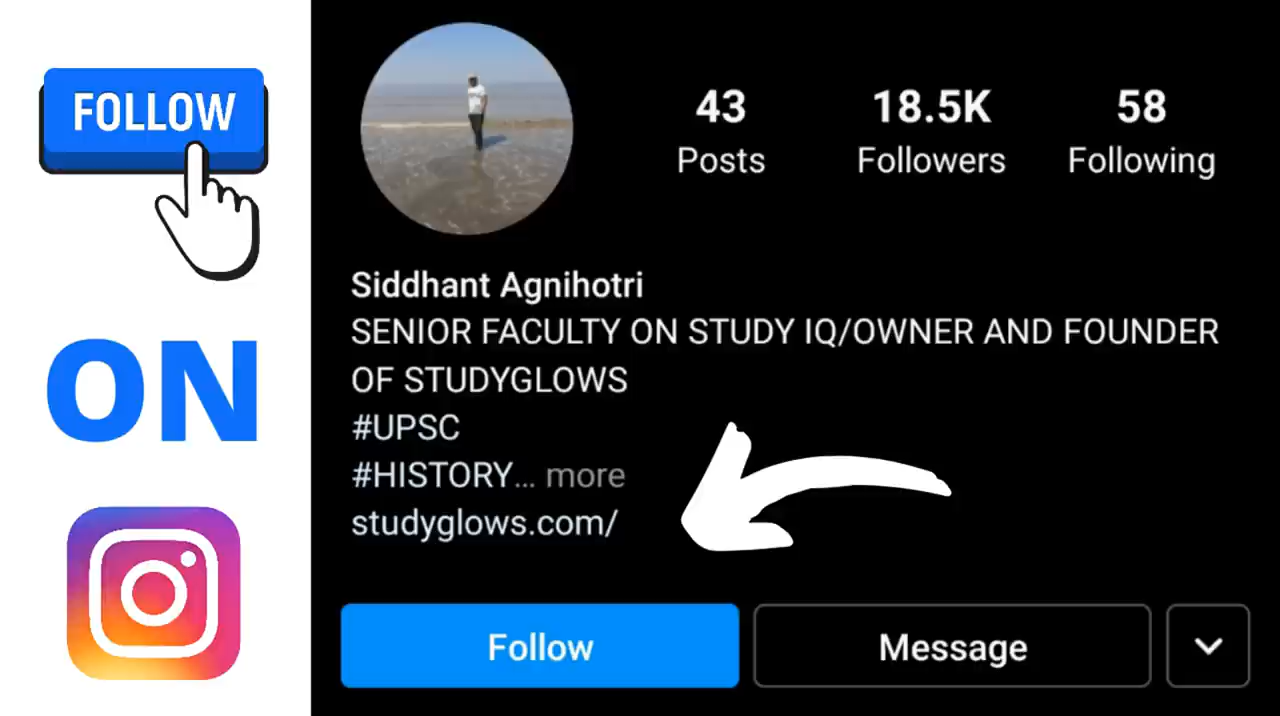 FOLLOW
ON
43 18.5K 58
Posts Followers Following
Siddhant Agnihotri
SENIOR FACULTY ON STUDY IQ/OWNER AND FOUNDER
OF STUDYGLOWS
#UPSC
#HISTORY... more
studyglows.com/
Follow Message